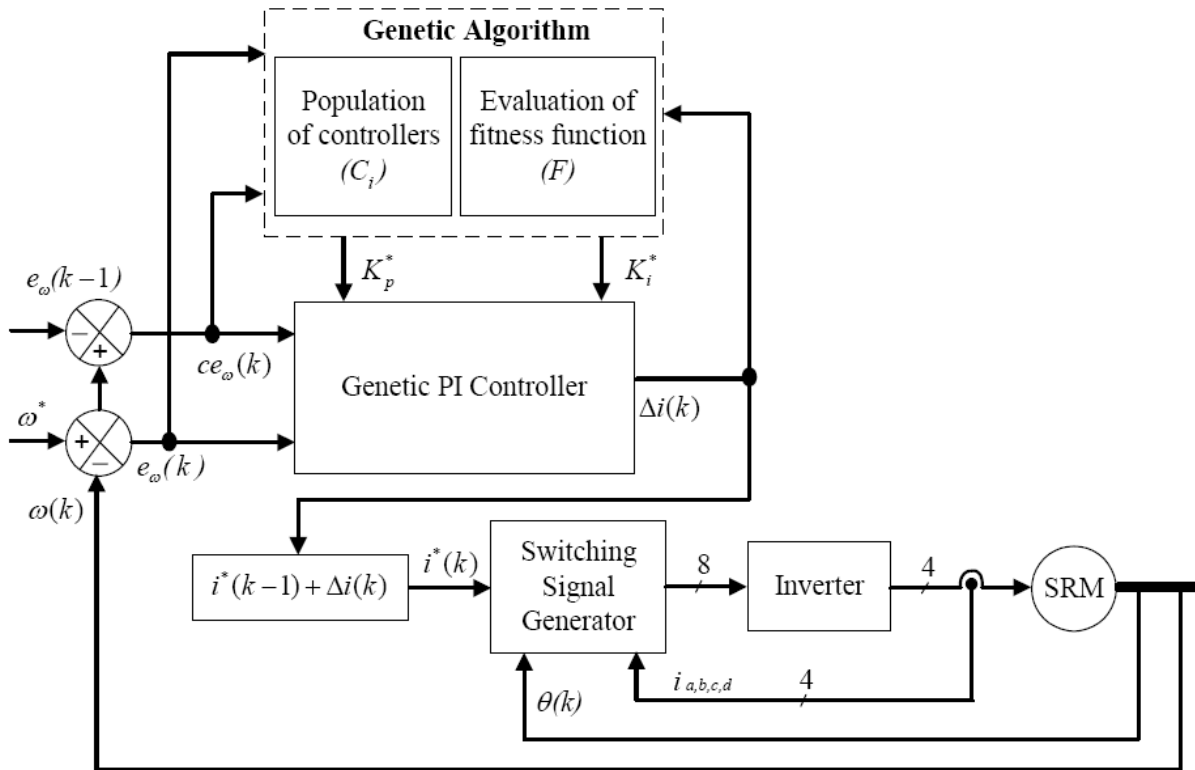 Genetic Algorithm
Population
of controllers
(C_i)
Evaluation of
fitness function
(F)
K_p^*
K_i^*
e_ω(k−1)
−
+
ce_ω(k)
Genetic PI Controller
Δi(k)
ω^*
+
−
e_ω(k)
ω(k)
i^*(k−1)+Δi(k)
i^*(k)
Switching
Signal
Generator
8
Inverter
4
SRM
i a,b,c,d
4
θ(k)